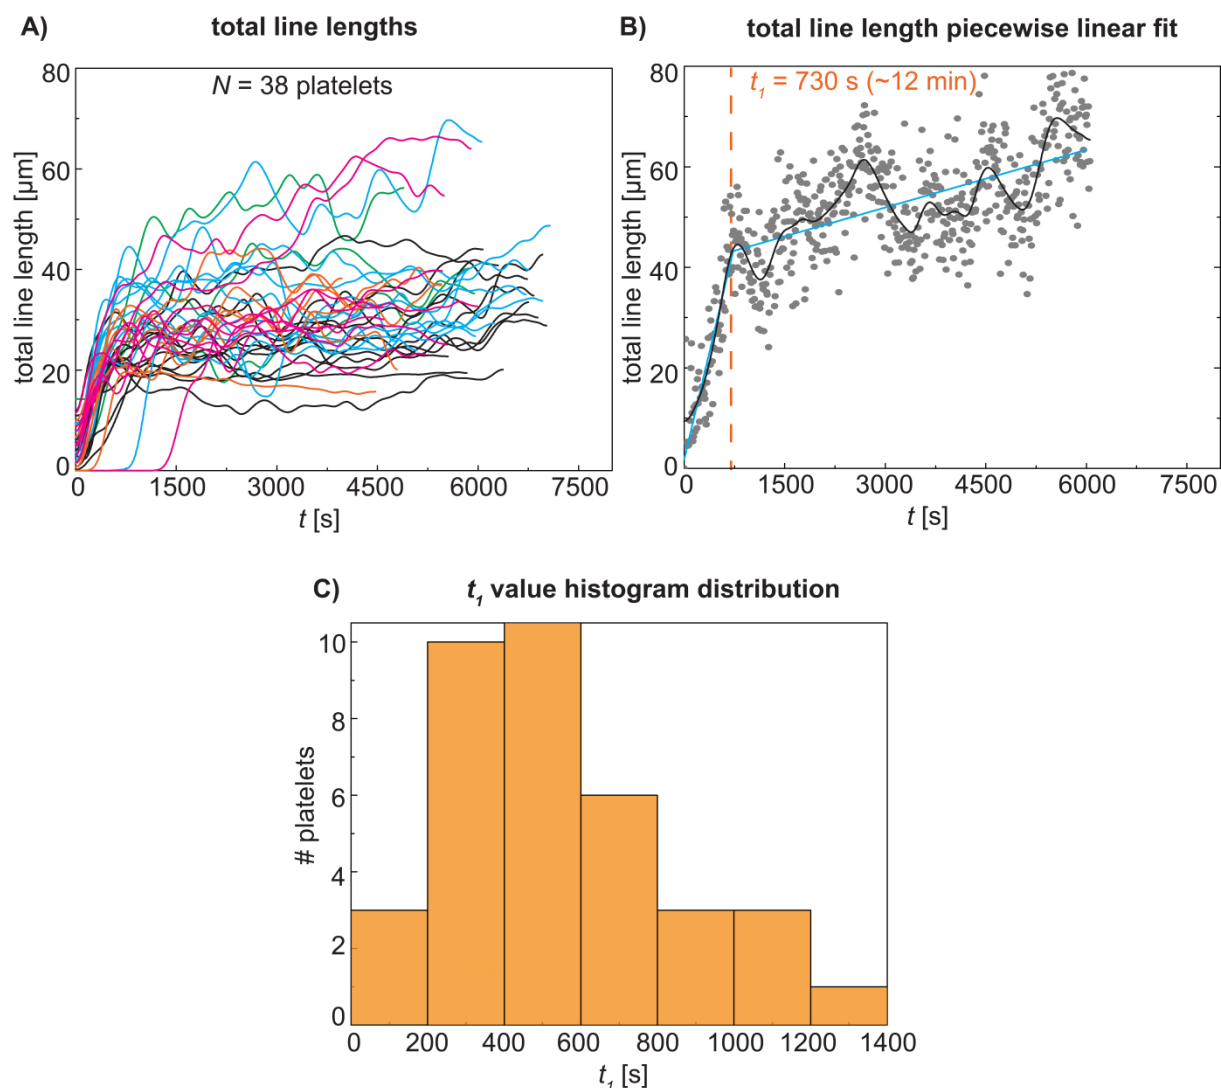 A) total line lengths
N = 38 platelets
total line length [µm]
80
60
40
20
0
0 1500 3000 4500 6000 7500
t [s]
B) total line length piecewise linear fit
t1 = 730 s (~12 min)
total line length [µm]
80
60
40
20
0
0 1500 3000 4500 6000 7500
t [s]
C) t1 value histogram distribution
# platelets
10
8
6
4
2
0
0 200 400 600 800 1000 1200 1400
t1 [s]